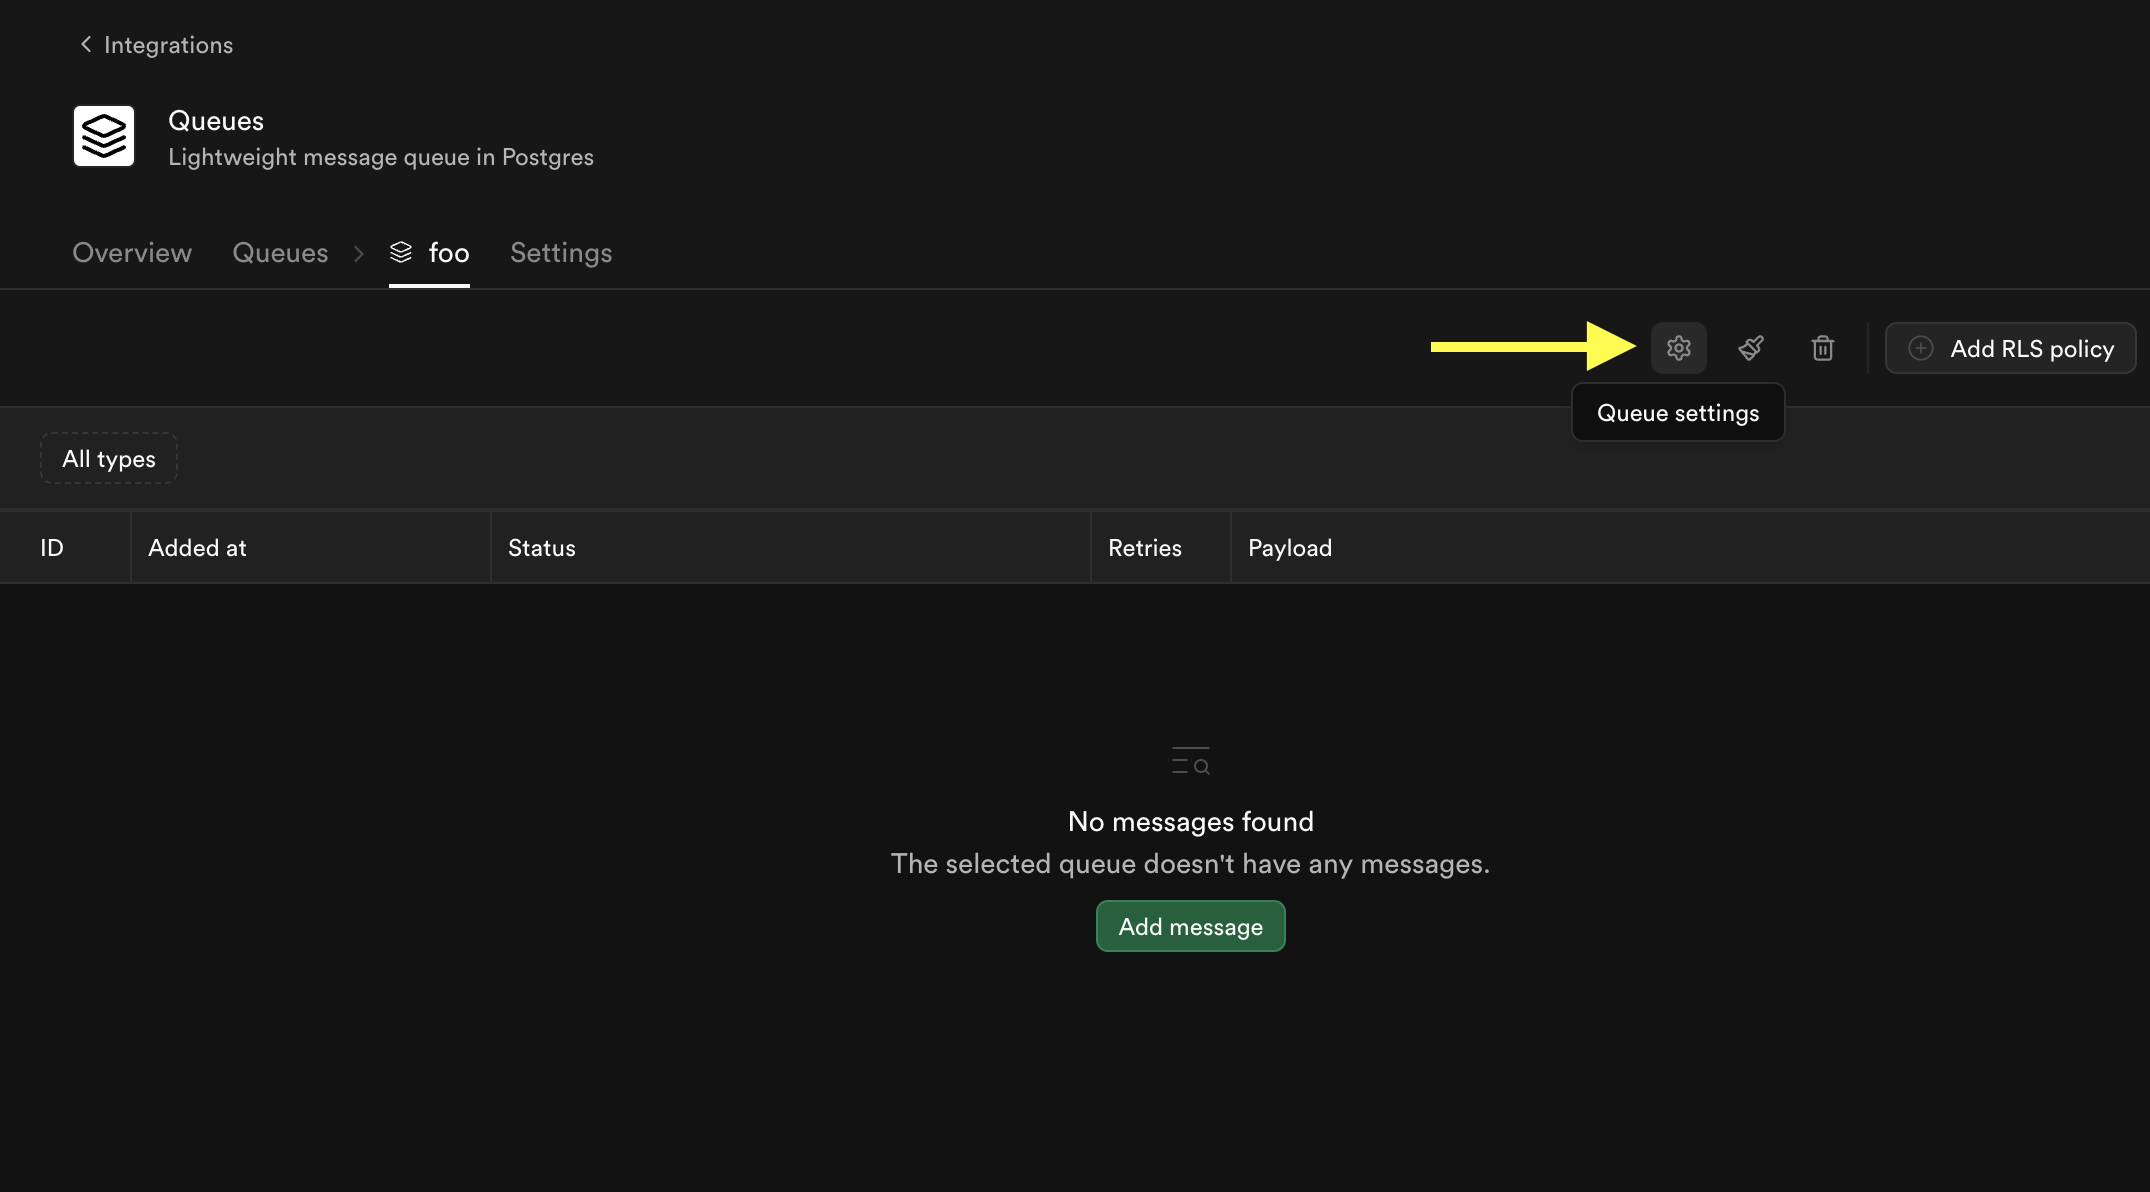 Integrations
Queues
Lightweight message queue in Postgres
Overview Queues foo Settings
Add RLS policy
Queue settings
All types
ID Added at Status Retries Payload
No messages found
The selected queue doesn't have any messages.
Add message